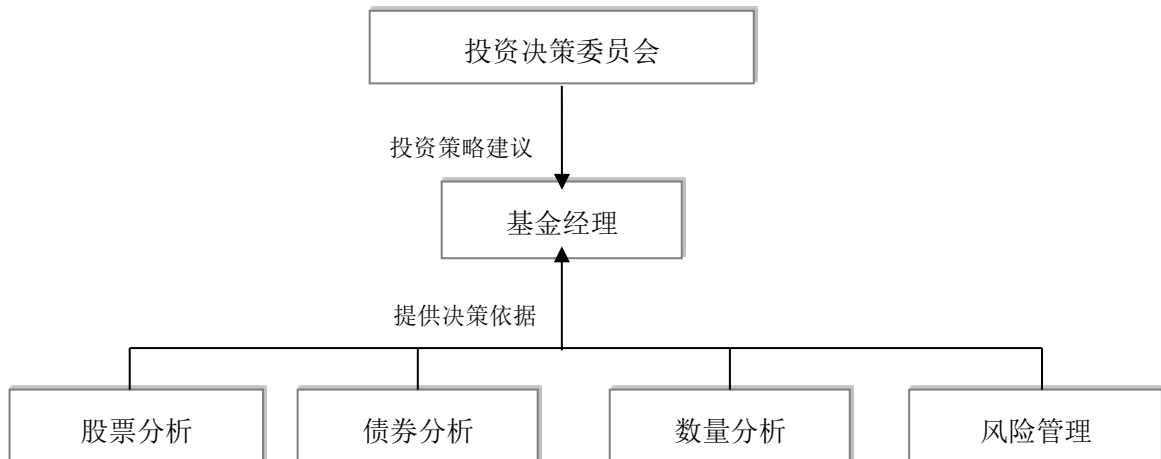 投资决策委员会
投资策略建议
基金经理
提供决策依据
股票分析
债券分析
数量分析
风险管理